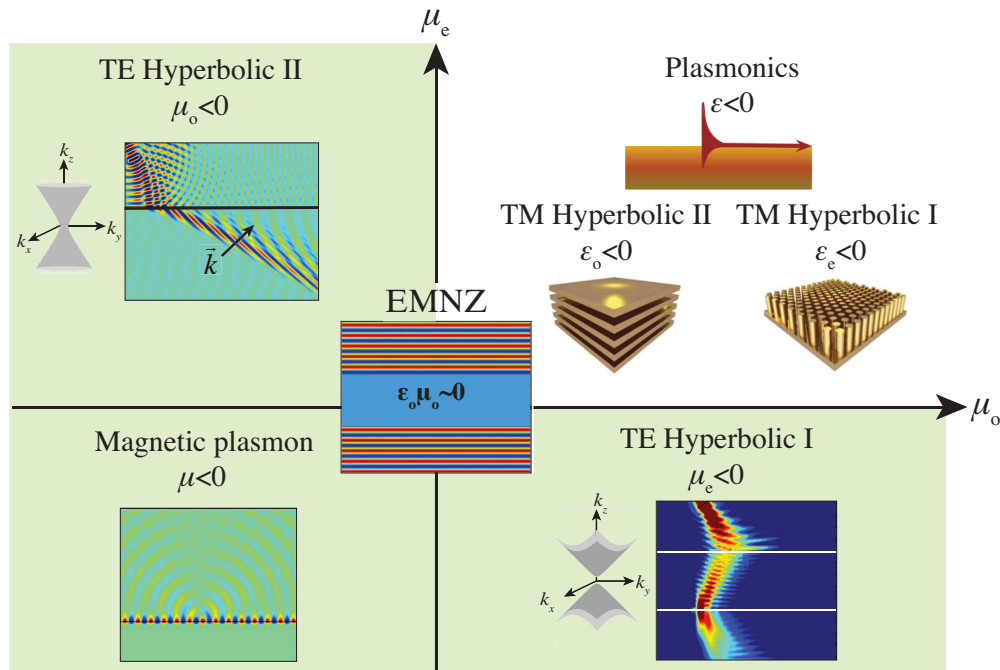 μe
TE Hyperbolic II
μo<0
kz
kx
ky
k⃗
Plasmonics
ε<0
TM Hyperbolic II
εo<0
TM Hyperbolic I
εe<0
EMNZ
εoμo~0
μo
Magnetic plasmon
μ<0
TE Hyperbolic I
μe<0
kz
kx
ky